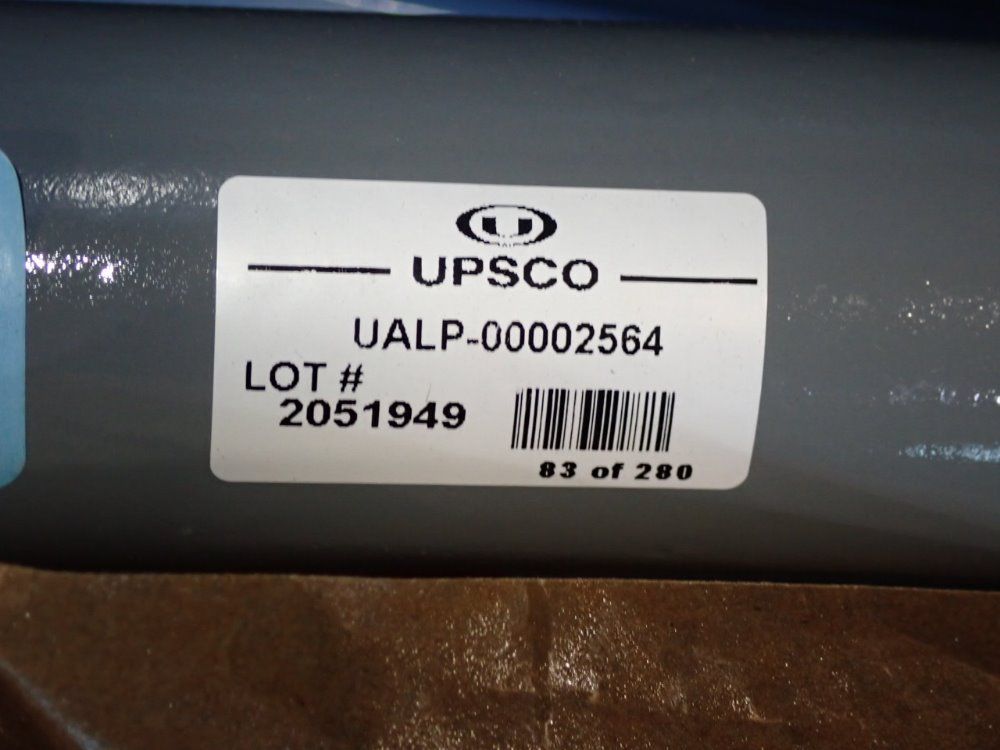 U
UPSCO
UALP-00002564
LOT #
2051949
83 of 280